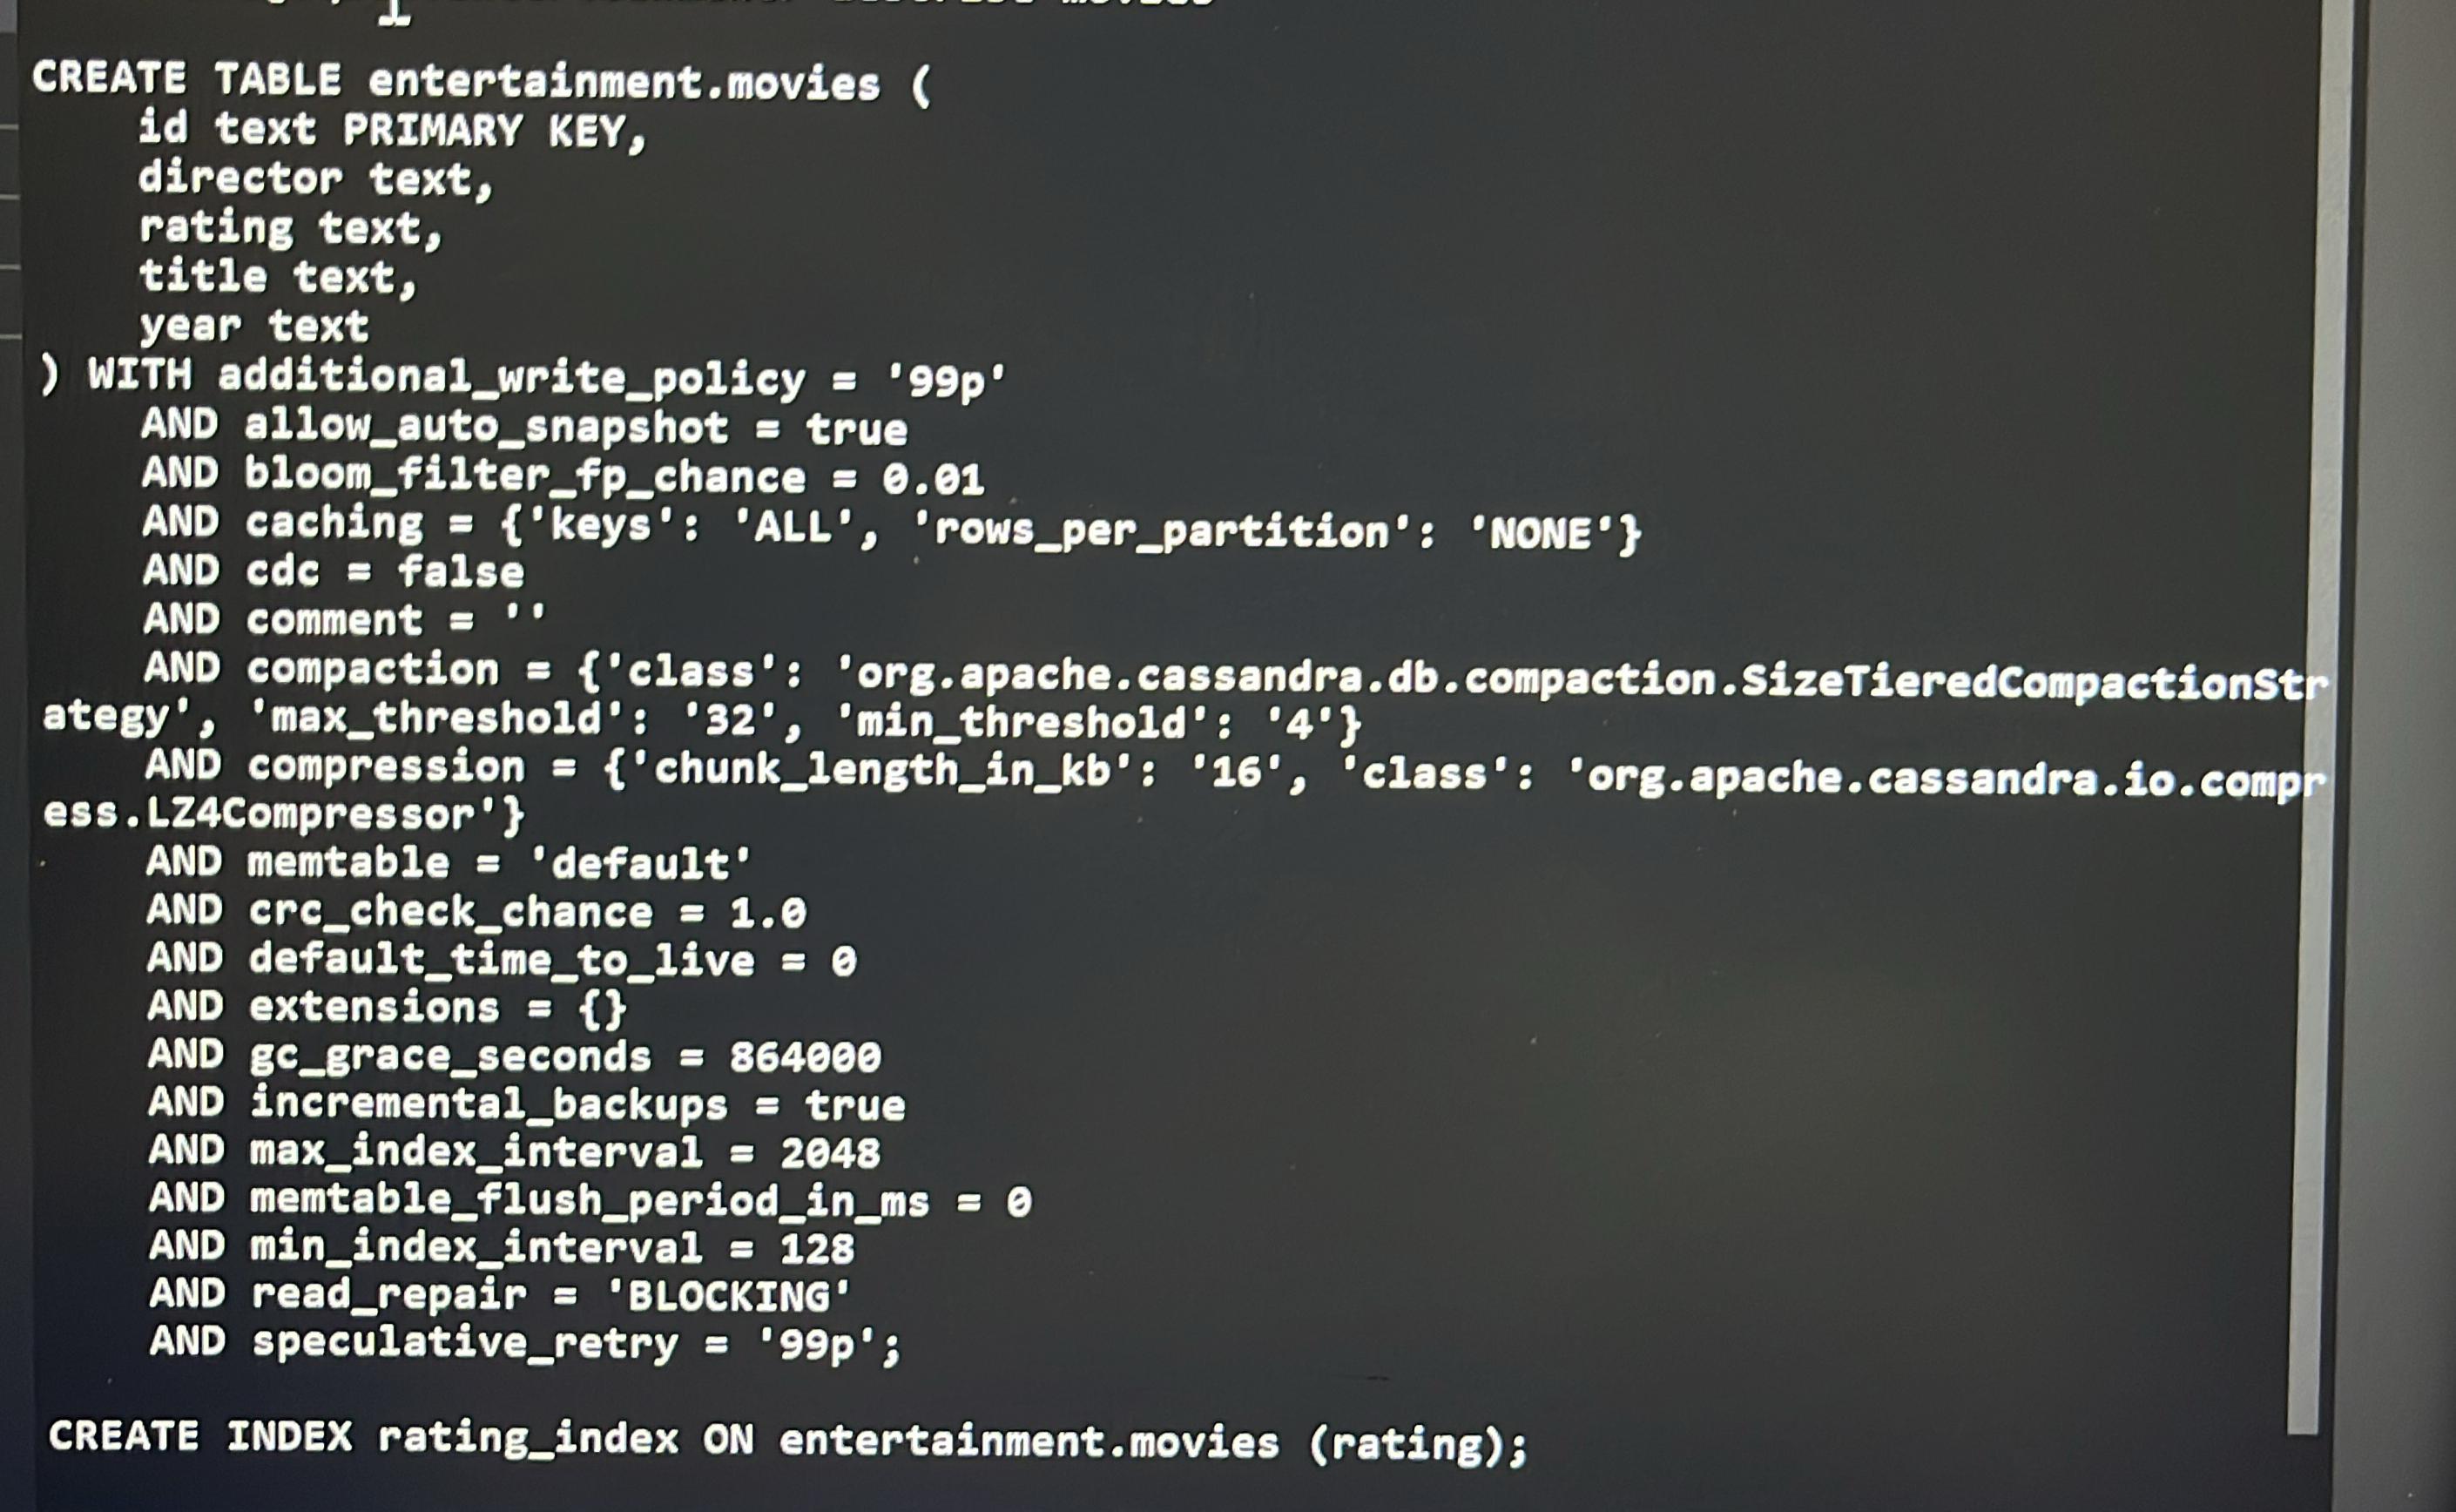 CREATE TABLE entertainment.movies (
    id text PRIMARY KEY,
    director text,
    rating text,
    title text,
    year text
) WITH additional_write_policy = '99p'
    AND allow_auto_snapshot = true
    AND bloom_filter_fp_chance = 0.01
    AND caching = {'keys': 'ALL', 'rows_per_partition': 'NONE'}
    AND cdc = false
    AND comment = ''
    AND compaction = {'class': 'org.apache.cassandra.db.compaction.SizeTieredCompactionStr
ategy', 'max_threshold': '32', 'min_threshold': '4'}
    AND compression = {'chunk_length_in_kb': '16', 'class': 'org.apache.cassandra.io.compr
ess.LZ4Compressor'}
    AND memtable = 'default'
    AND crc_check_chance = 1.0
    AND default_time_to_live = 0
    AND extensions = {}
    AND gc_grace_seconds = 864000
    AND incremental_backups = true
    AND max_index_interval = 2048
    AND memtable_flush_period_in_ms = 0
    AND min_index_interval = 128
    AND read_repair = 'BLOCKING'
    AND speculative_retry = '99p';
CREATE INDEX rating_index ON entertainment.movies (rating);